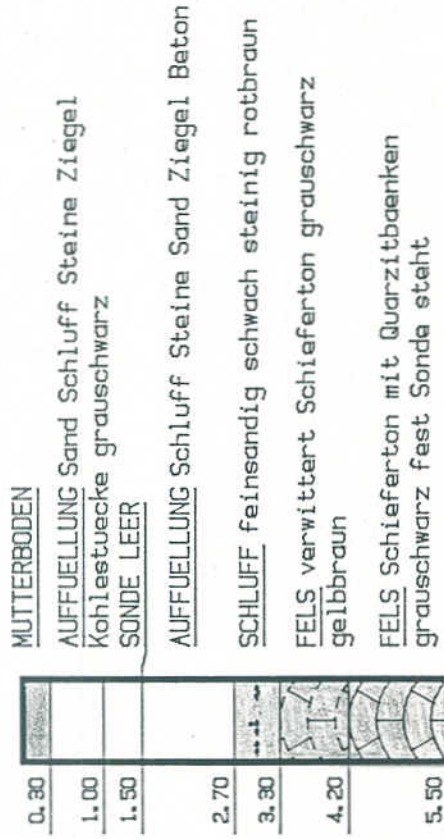 MUTTERBODEN
0.30
AUFFUELLUNG Sand Schluff Steine Ziegel
Kohlestuecke grauschwarz
1.00
SONDE LEER
1.50
AUFFUELLUNG Schluff Steine Sand Ziegel Beton
2.70
SCHLUFF feinsandig schwach steinig rotbraun
3.30
FELS verwittert Schieferton grauschwarz
gelbbraun
4.20
FELS Schieferton mit Quarzitbaenken
grauschwarz fest Sonde steht
5.50